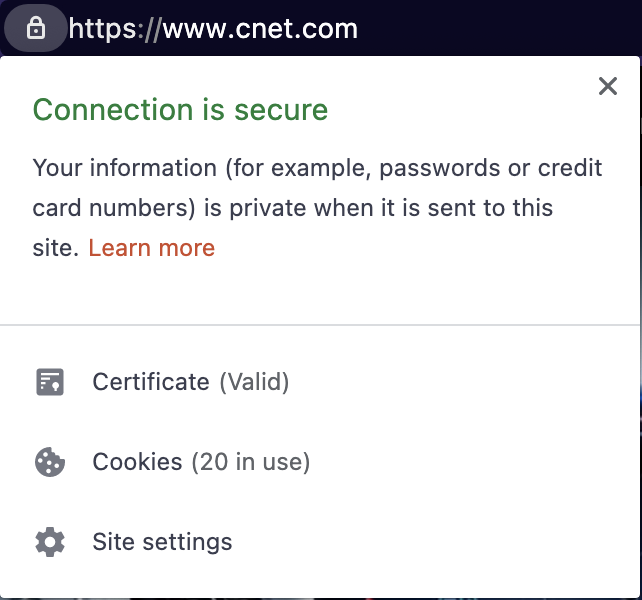 https://www.cnet.com
Connection is secure
Your information (for example, passwords or credit
card numbers) is private when it is sent to this
site. Learn more
Certificate (Valid)
Cookies (20 in use)
Site settings